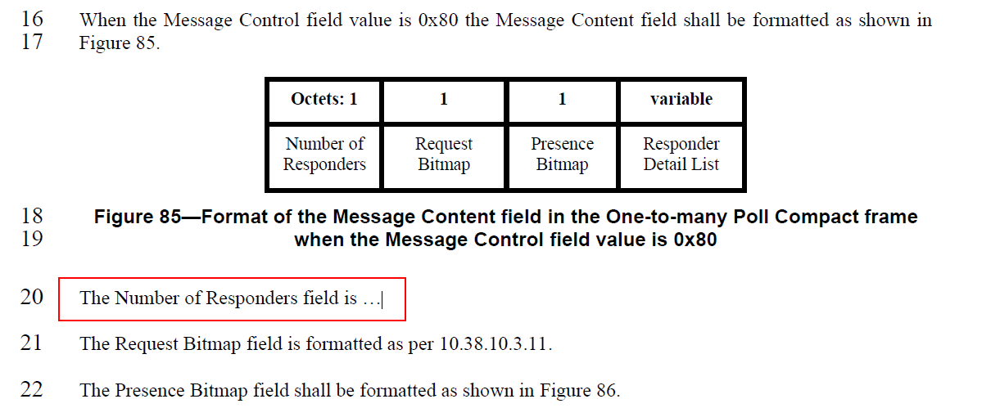 16 When the Message Control field value is 0x80 the Message Content field shall be formatted as shown in
17 Figure 85.
Octets: 1 1 1 variable
Number of Request Presence Responder
Responders Bitmap Bitmap Detail List
18 Figure 85—Format of the Message Content field in the One-to-many Poll Compact frame
19 when the Message Control field value is 0x80
20 The Number of Responders field is …
21 The Request Bitmap field is formatted as per 10.38.10.3.11.
22 The Presence Bitmap field shall be formatted as shown in Figure 86.